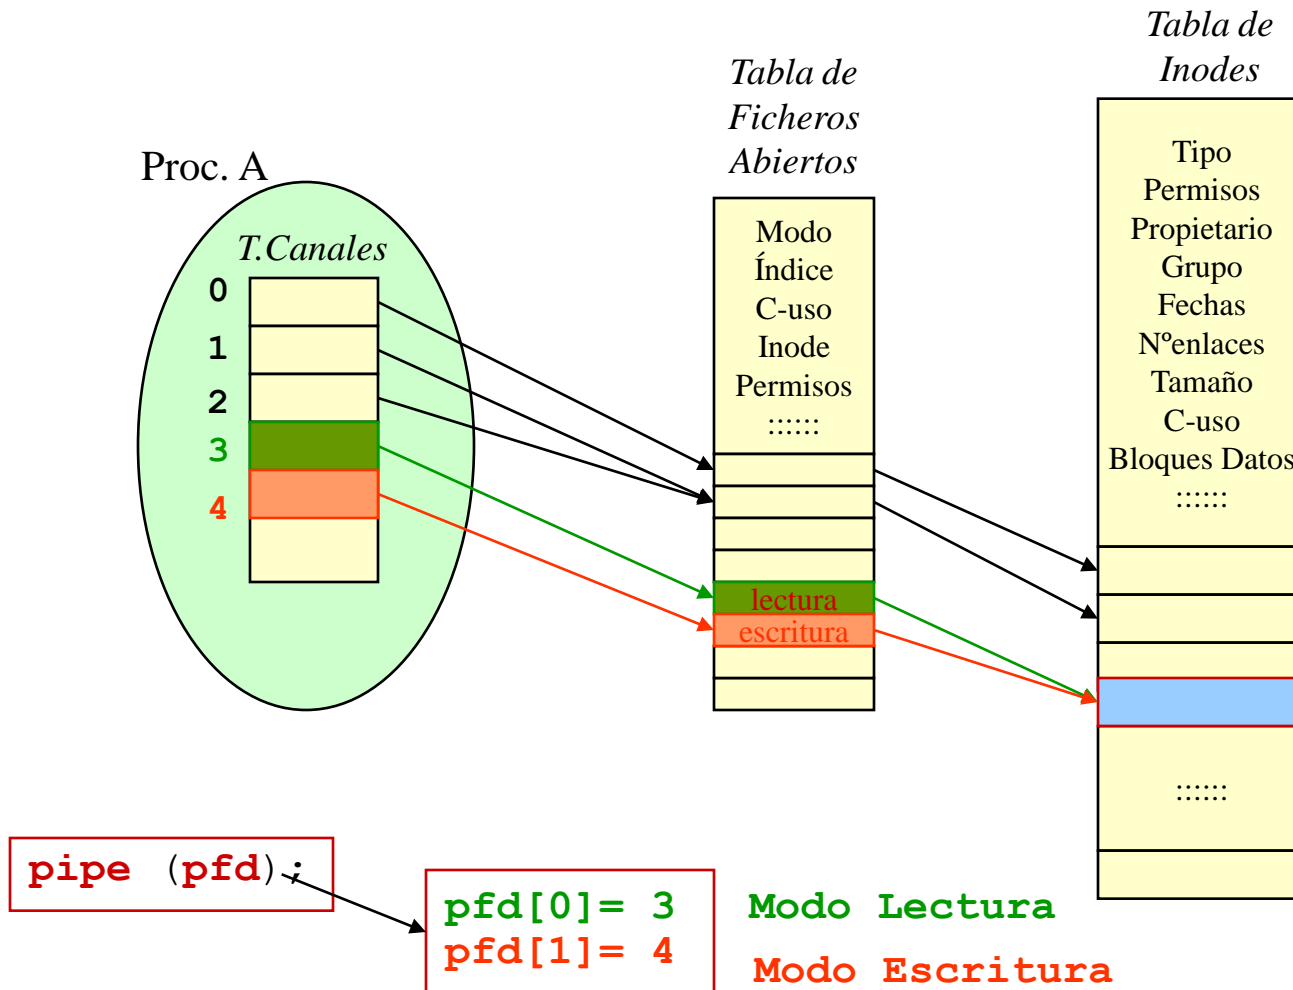 Tabla de
Inodes
Tabla de
Ficheros
Abiertos
Proc. A
T.Canales
0
1
2
3
4
Modo
Índice
C-uso
Inode
Permisos
::::::
lectura
escritura
Tipo
Permisos
Propietario
Grupo
Fechas
Nºenlaces
Tamaño
C-uso
Bloques Datos
::::::
::::::
pipe (pfd);
pfd[0]= 3 Modo Lectura
pfd[1]= 4 Modo Escritura